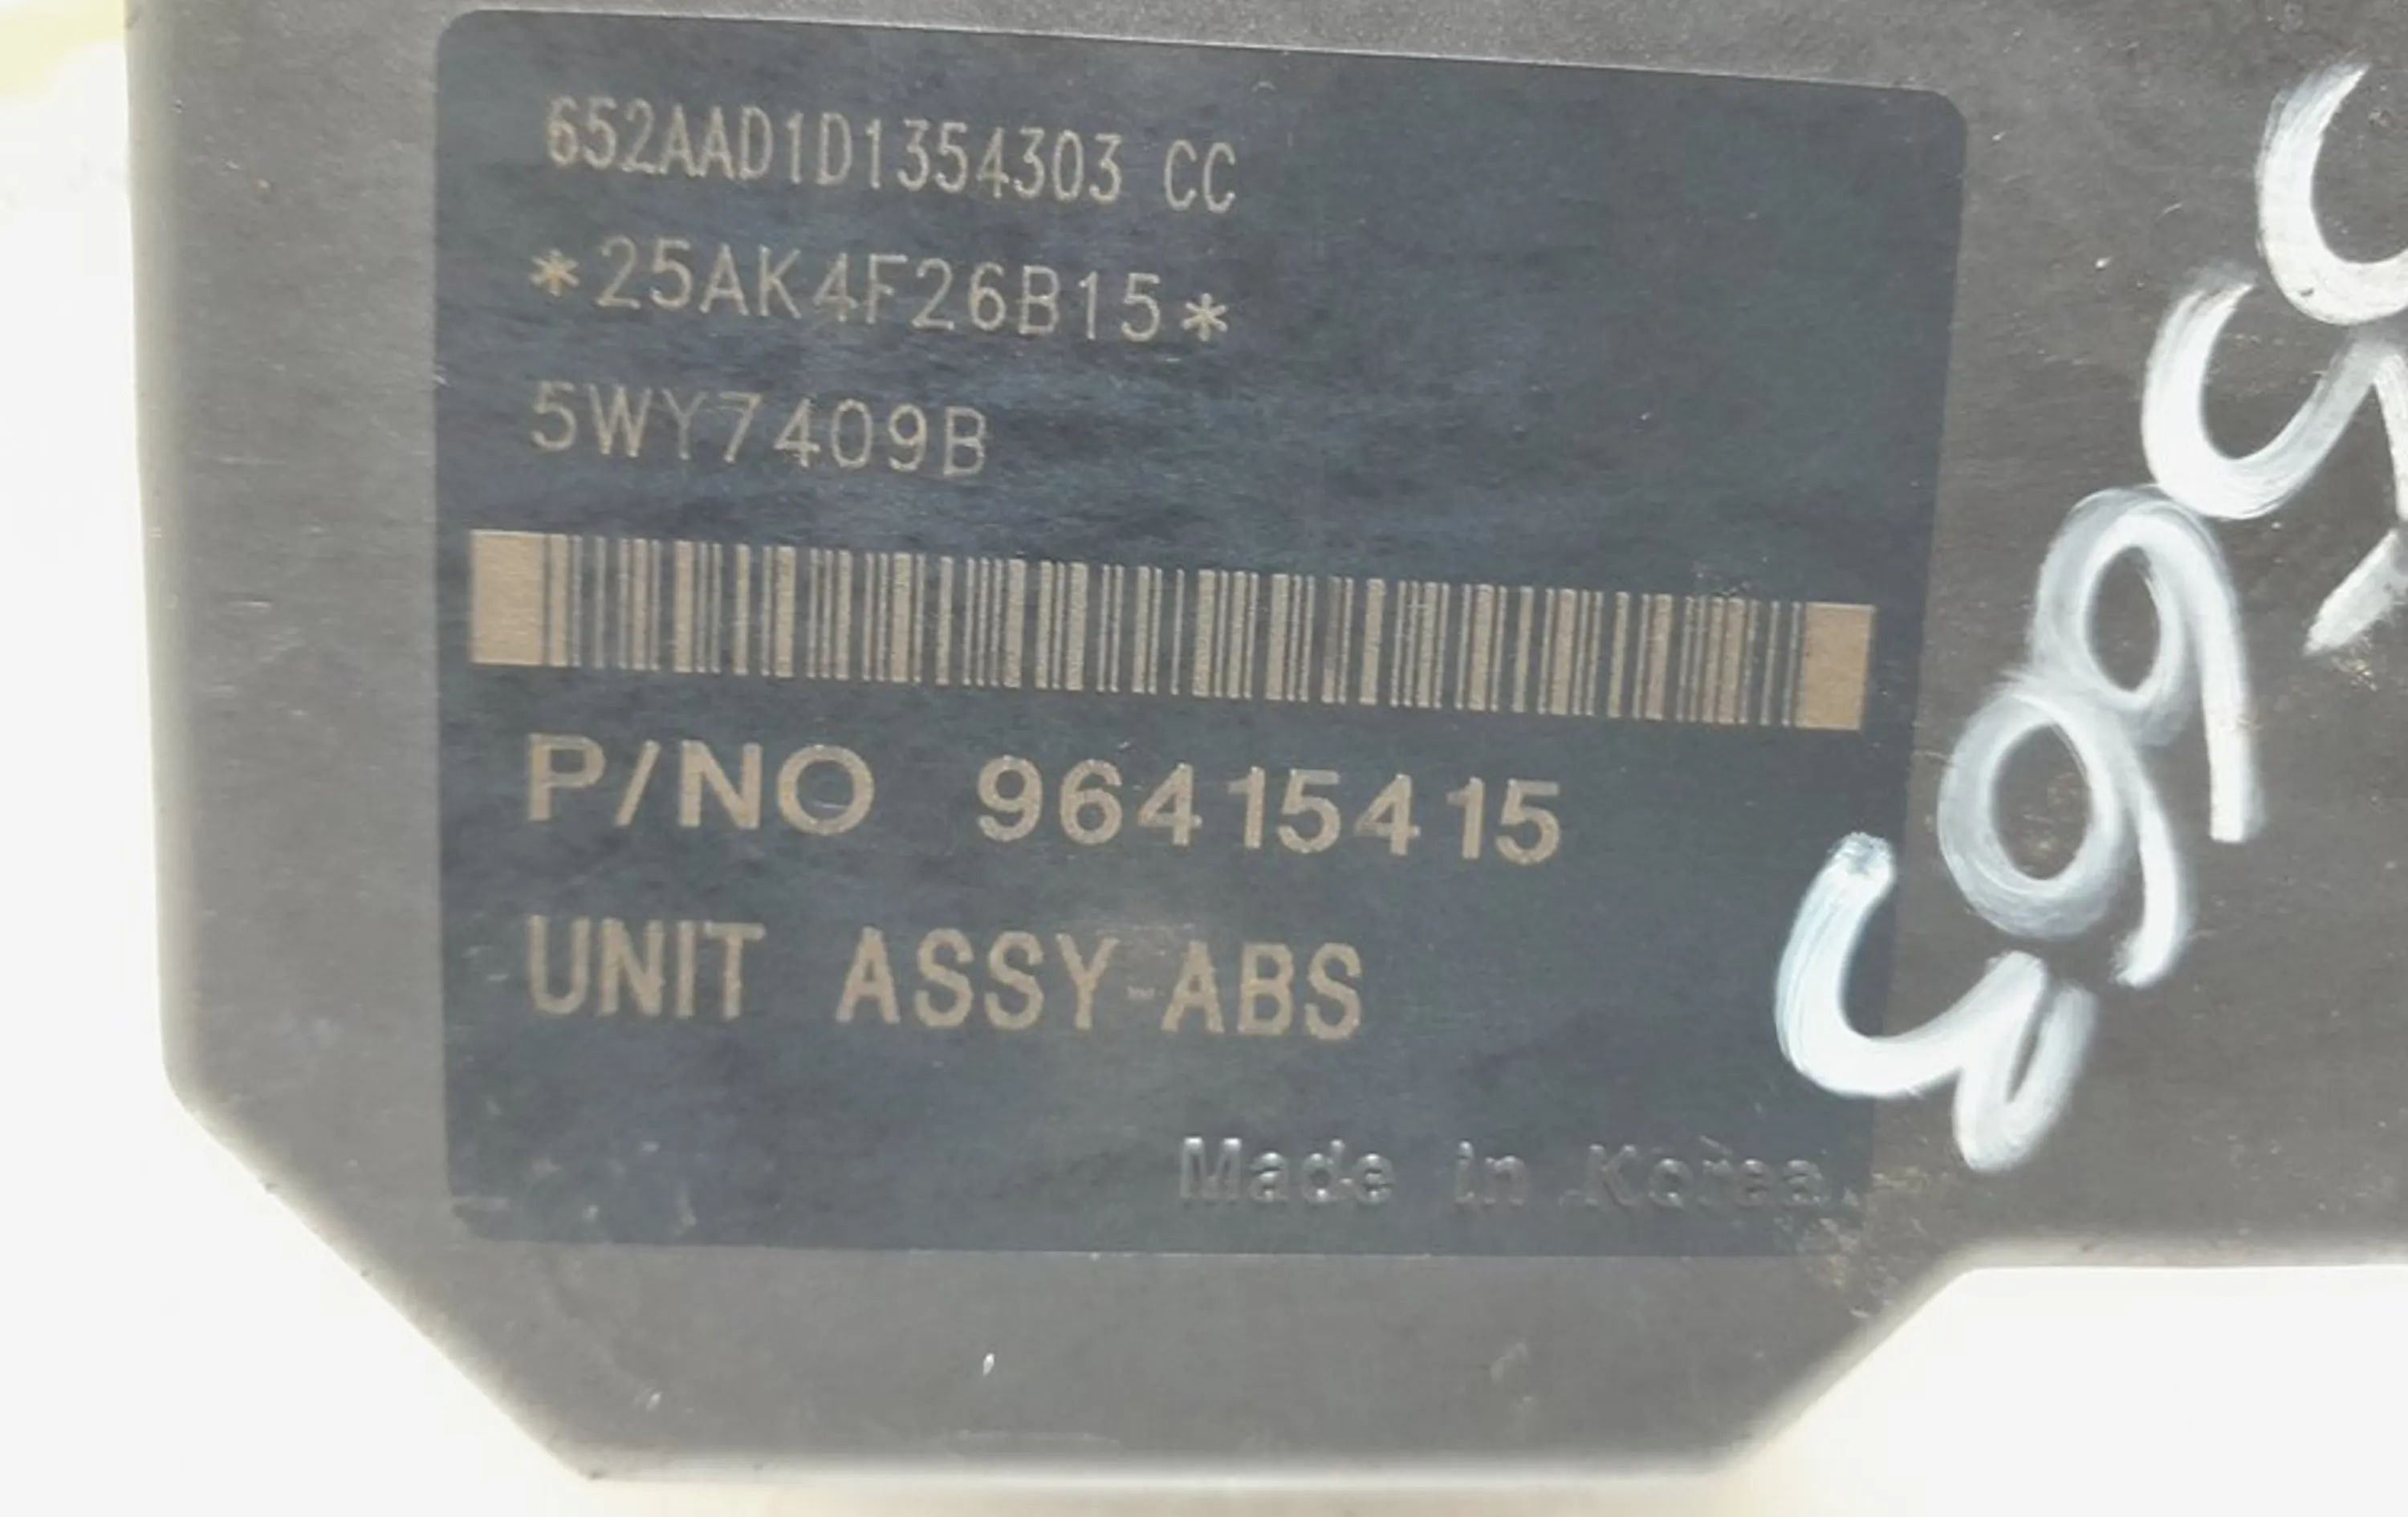 652AAD1D1354303 CC
*25AK4F26B15*
5WY7409B
P/NO 96415415
UNIT ASSY-ABS
Made in Korea